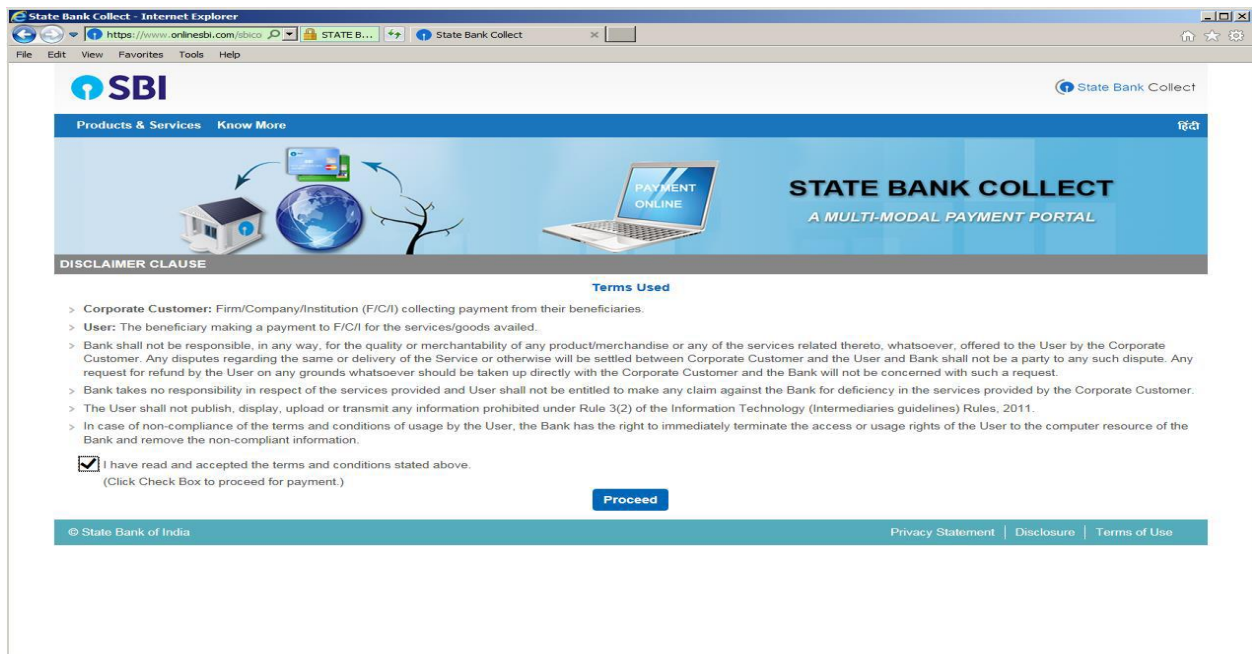 State Bank Collect - Internet Explorer
https://www.onlinesbi.com/sbico STATE B... State Bank Collect
File Edit View Favorites Tools Help
SBI
State Bank Collect
Products & Services Know More हिंदी
PAYMENT
ONLINE
STATE BANK COLLECT
A MULTI-MODAL PAYMENT PORTAL
DISCLAIMER CLAUSE
Terms Used
> Corporate Customer: Firm/Company/Institution (F/C/I) collecting payment from their beneficiaries.
> User: The beneficiary making a payment to F/C/I for the services/goods availed.
> Bank shall not be responsible, in any way, for the quality or merchantability of any product/merchandise or any of the services related thereto, whatsoever, offered to the User by the Corporate
Customer. Any disputes regarding the same or delivery of the Service or otherwise will be settled between Corporate Customer and the User and Bank shall not be a party to any such dispute. Any
request for refund by the User on any grounds whatsoever should be taken up directly with the Corporate Customer and the Bank will not be concerned with such a request.
> Bank takes no responsibility in respect of the services provided and User shall not be entitled to make any claim against the Bank for deficiency in the services provided by the Corporate Customer.
> The User shall not publish, display, upload or transmit any information prohibited under Rule 3(2) of the Information Technology (Intermediaries guidelines) Rules, 2011.
> In case of non-compliance of the terms and conditions of usage by the User, the Bank has the right to immediately terminate the access or usage rights of the User to the computer resource of the
Bank and remove the non-compliant information.
I have read and accepted the terms and conditions stated above.
(Click Check Box to proceed for payment.)
Proceed
© State Bank of India Privacy Statement | Disclosure | Terms of Use